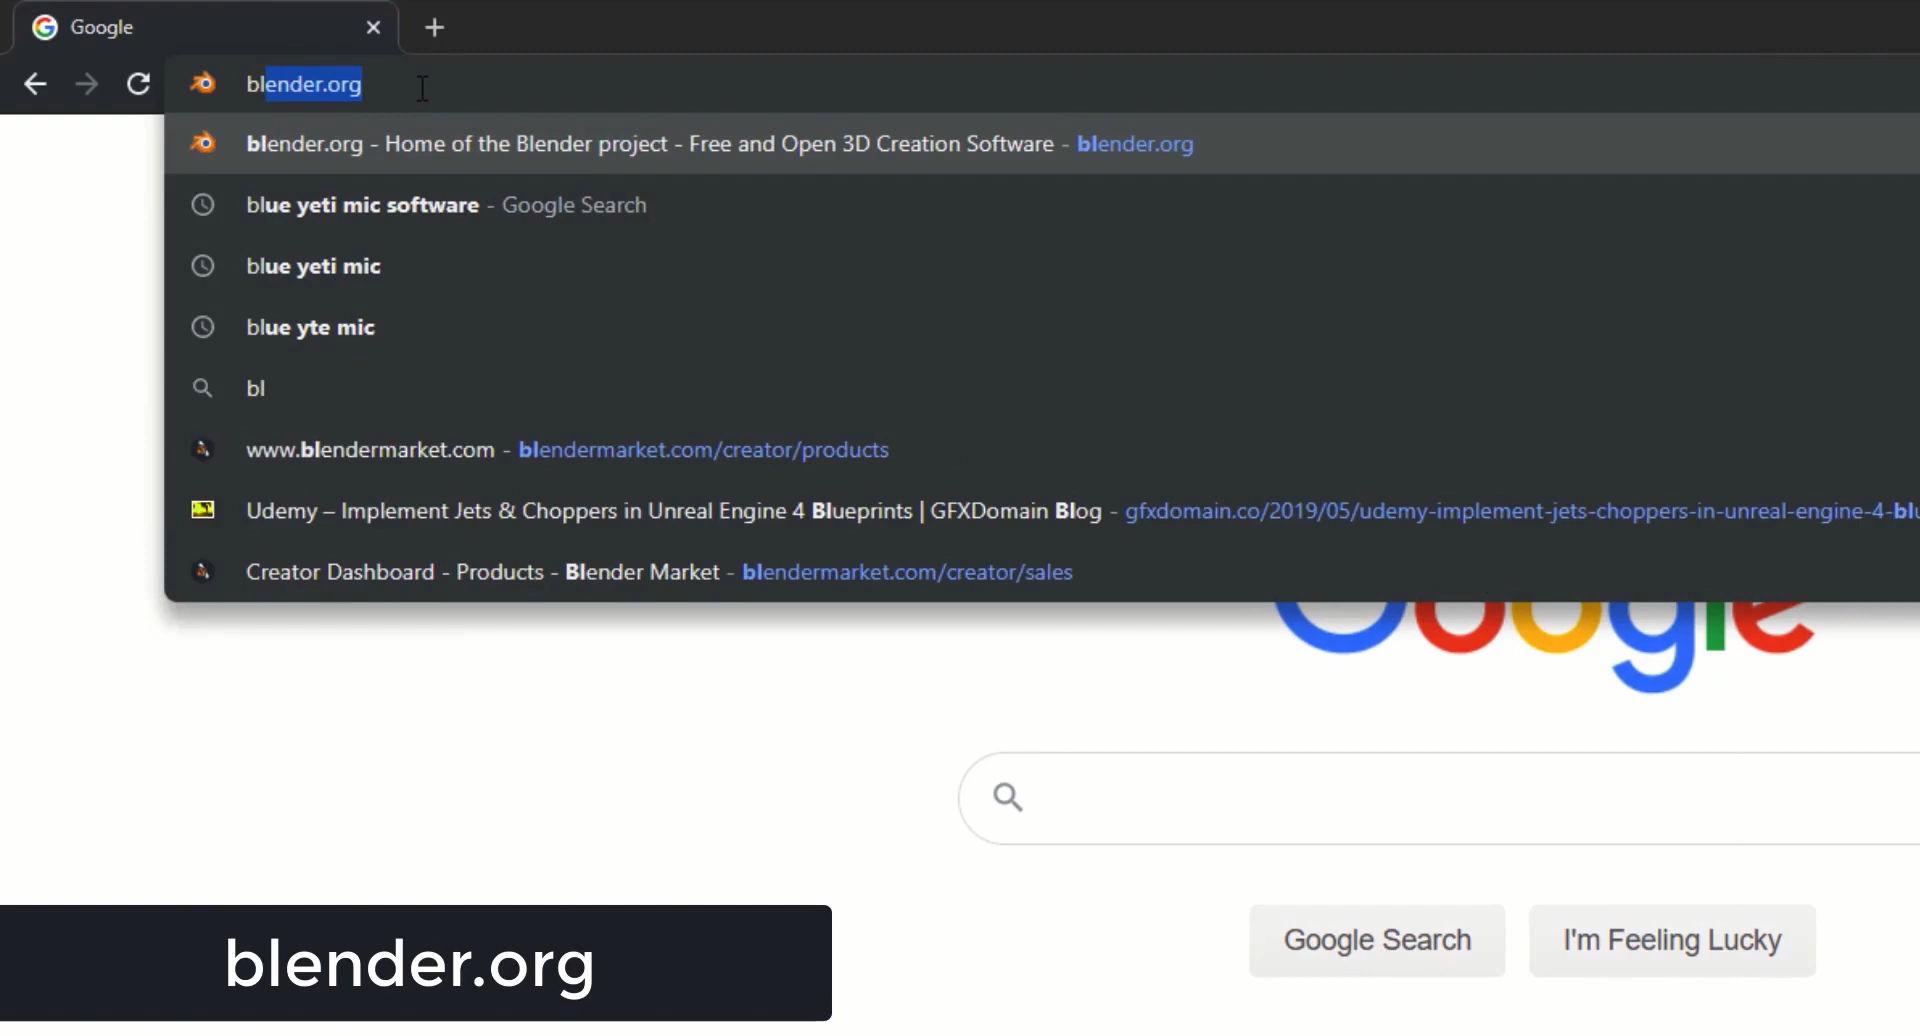 Google
blender.org
blender.org - Home of the Blender project - Free and Open 3D Creation Software - blender.org
blue yeti mic software - Google Search
blue yeti mic
blue yte mic
bl
www.blendermarket.com - blendermarket.com/creator/products
Udemy – Implement Jets & Choppers in Unreal Engine 4 Blueprints | GFXDomain Blog - gfxdomain.co/2019/05/udemy-implement-jets-choppers-in-unreal-engine-4-blu
Creator Dashboard - Products - Blender Market - blendermarket.com/creator/sales
Google
Google Search
I'm Feeling Lucky
blender.org